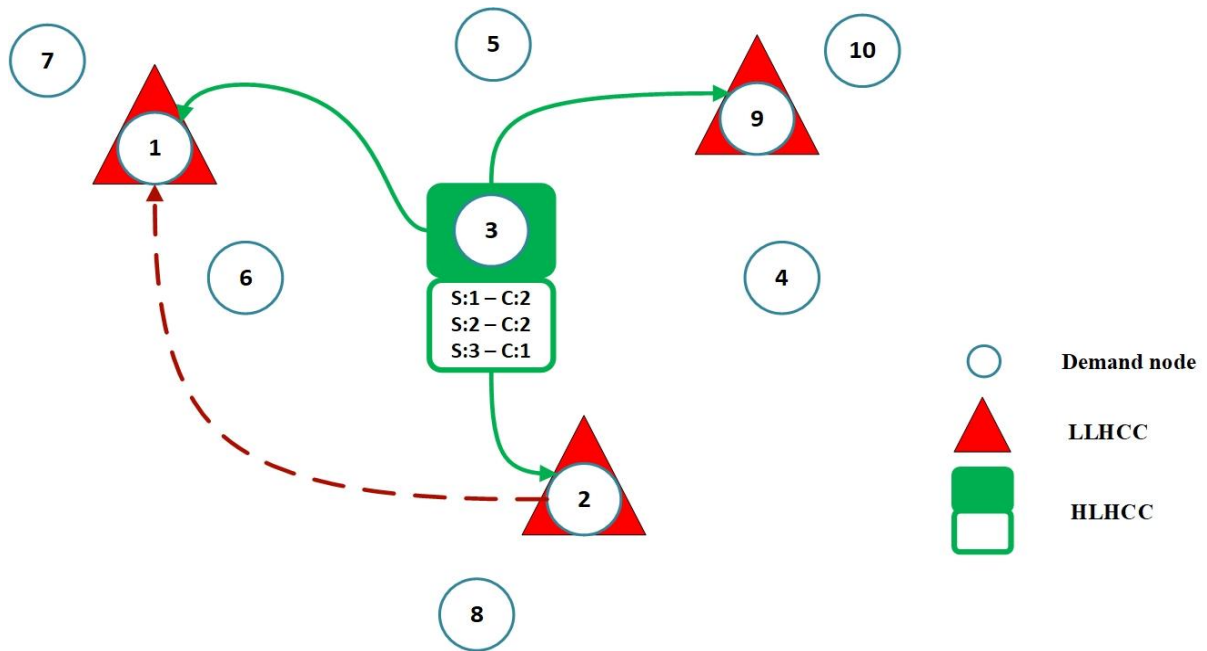 5
10
7
9
1
3
6
4
S:1 – C:2
S:2 – C:2
S:3 – C:1
Demand node
LLHCC
2
HLHCC
8